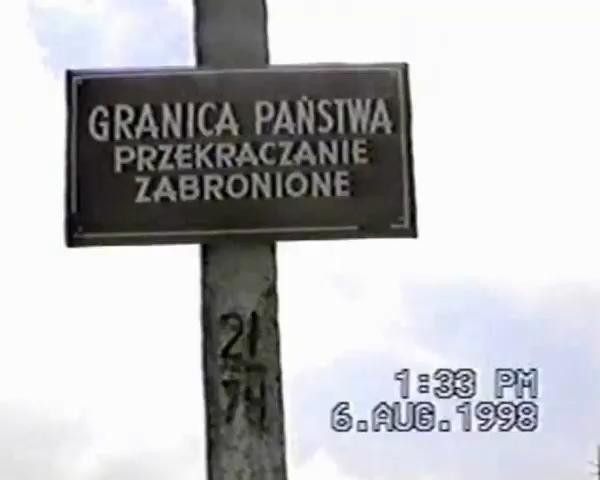 GRANICA PAŃSTWA
PRZEKRACZANIE
ZABRONIONE
21
74
1:33 PM
6.AUG.1998